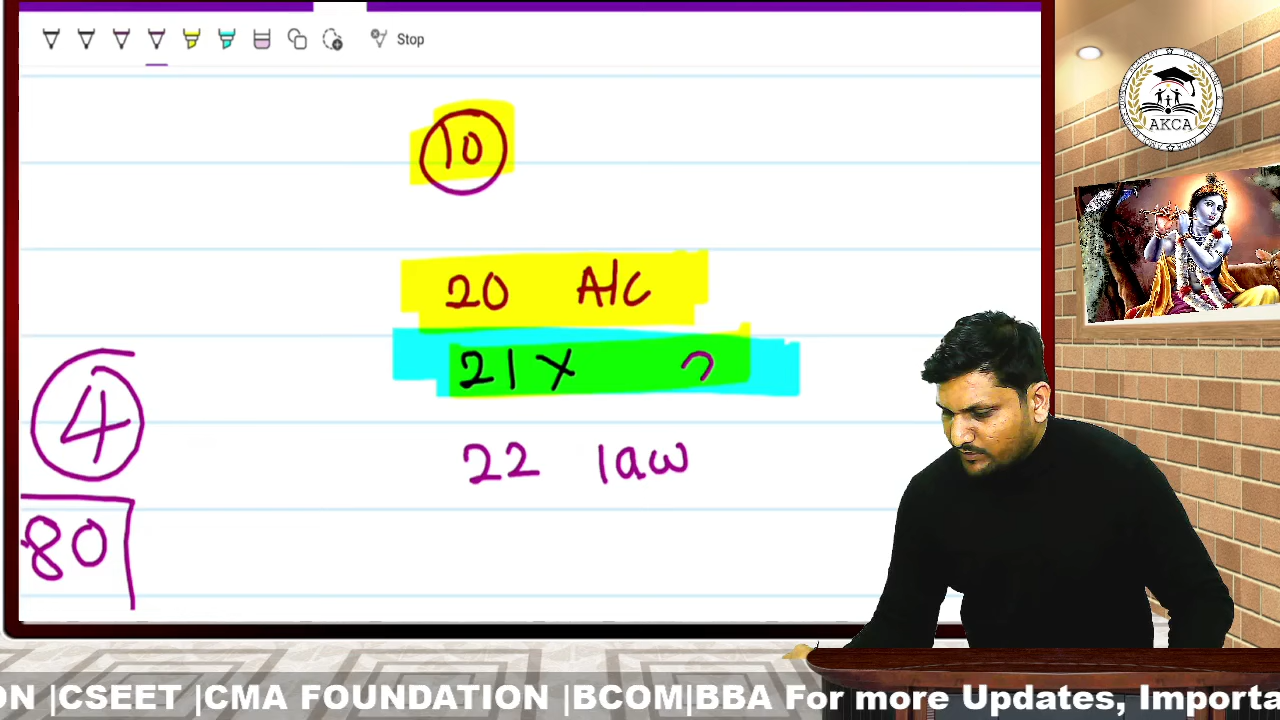 Stop
10
20 A/C
21 X
22 law
4
80
AKCA
ON |CSEET |CMA FOUNDATION |BCOM|BBA For more Updates, Importa